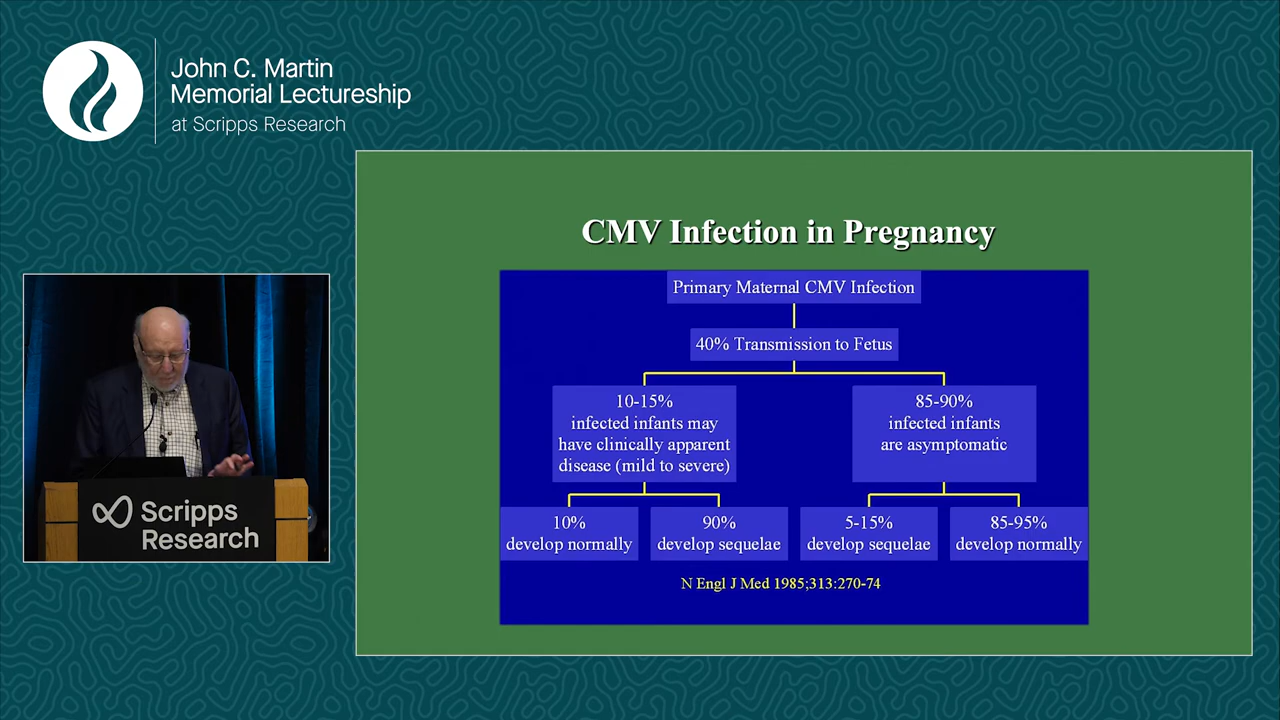 John C. Martin
Memorial Lectureship
at Scripps Research
CMV Infection in Pregnancy
Primary Maternal CMV Infection
40% Transmission to Fetus
10-15%
infected infants may
have clinically apparent
disease (mild to severe)
85-90%
infected infants
are asymptomatic
10%
develop normally
90%
develop sequelae
5-15%
develop sequelae
85-95%
develop normally
N Engl J Med 1985;313:270-74
Scripps
Research